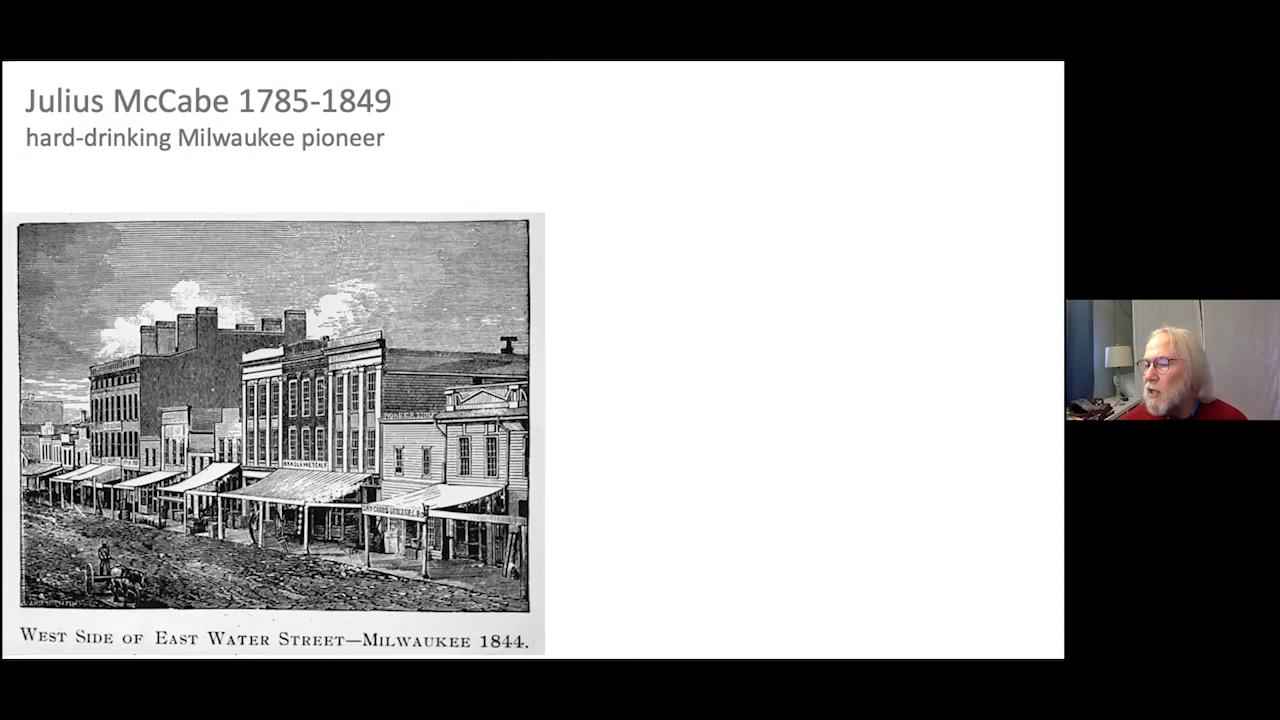 Julius McCabe 1785-1849
hard-drinking Milwaukee pioneer
West Side of East Water Street—Milwaukee 1844.